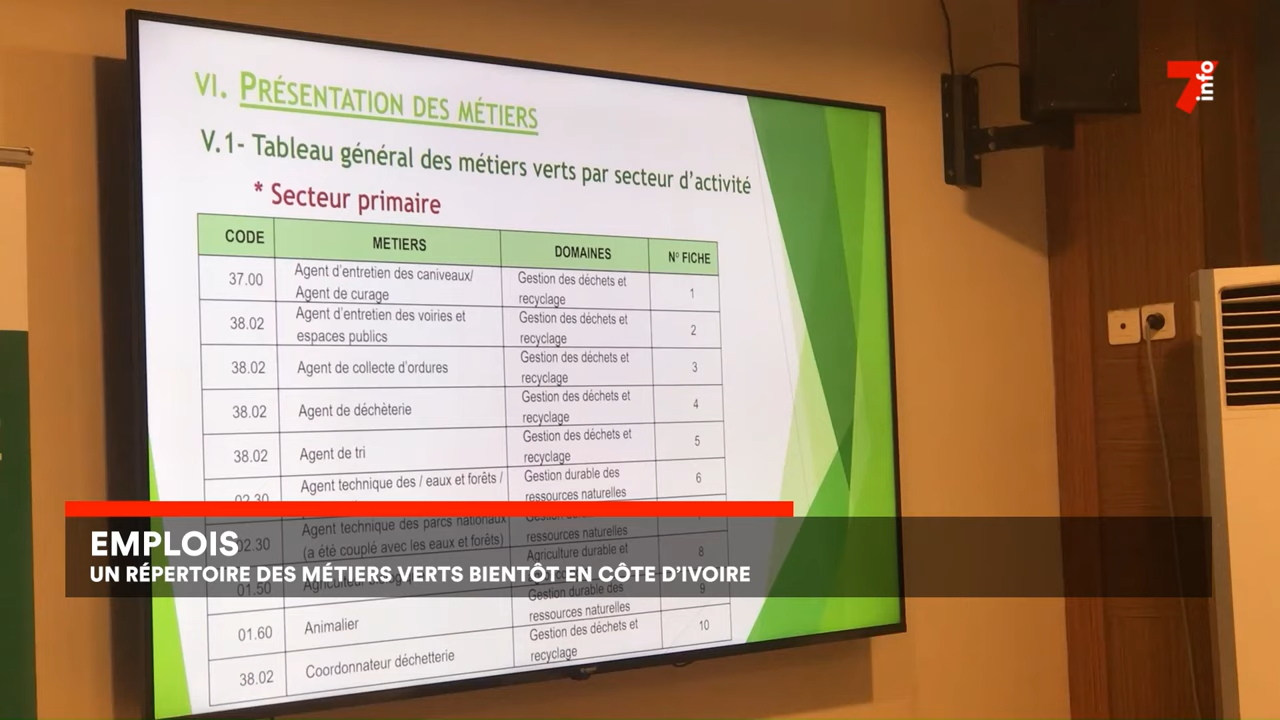 7 info
VI. PRÉSENTATION DES MÉTIERS
V.1- Tableau général des métiers verts par secteur d'activité
* Secteur primaire
CODE METIERS DOMAINES N° FICHE
37.00 Agent d'entretien des caniveaux/ Gestion des déchets et 1
Agent de curage recyclage
38.02 Agent d'entretien des voiries et Gestion des déchets et 2
espaces publics recyclage
38.02 Agent de collecte d'ordures Gestion des déchets et 3
recyclage
38.02 Agent de déchèterie Gestion des déchets et 4
recyclage
38.02 Agent de tri Gestion des déchets et 5
recyclage
02.30 Agent technique des / eaux et forêts / Gestion durable des 6
ressources naturelles
02.30 Agent technique des parcs nationaux
(a été couplé avec les eaux et forêts) ressources naturelles
01.50 Agriculture durable et 8
01.60 Animalier Gestion durable des 9
ressources naturelles
38.02 Coordonnateur déchetterie Gestion des déchets et 10
recyclage
EMPLOIS
UN RÉPERTOIRE DES MÉTIERS VERTS BIENTÔT EN CÔTE D'IVOIRE